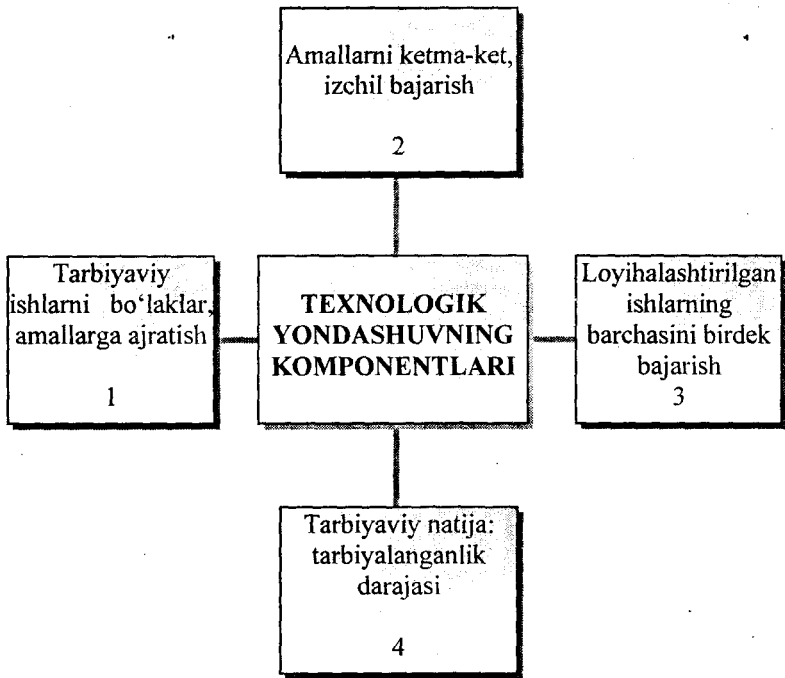 Amallarni ketma-ket,
izchil bajarish
2
Tarbiyaviy
ishlarni bo‘laklar,
amallarga ajratish
1
TEXNOLOGIK
YONDASHUVNING
KOMPONENTLARI
Loyihalashtirilgan
ishlarning
barchasini birdek
bajarish
3
Tarbiyaviy natija:
tarbiyalanganlik
darajasi
4